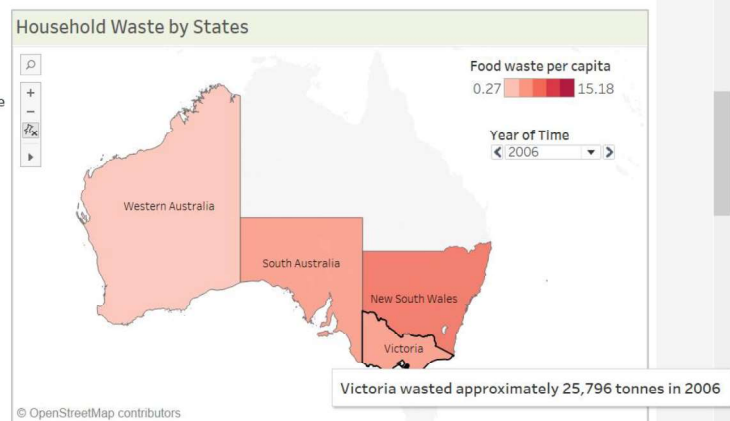 Household Waste by States
Food waste per capita
0.27 15.18
Year of Time
2006
Western Australia
South Australia
New South Wales
Victoria
Victoria wasted approximately 25,796 tonnes in 2006
© OpenStreetMap contributors